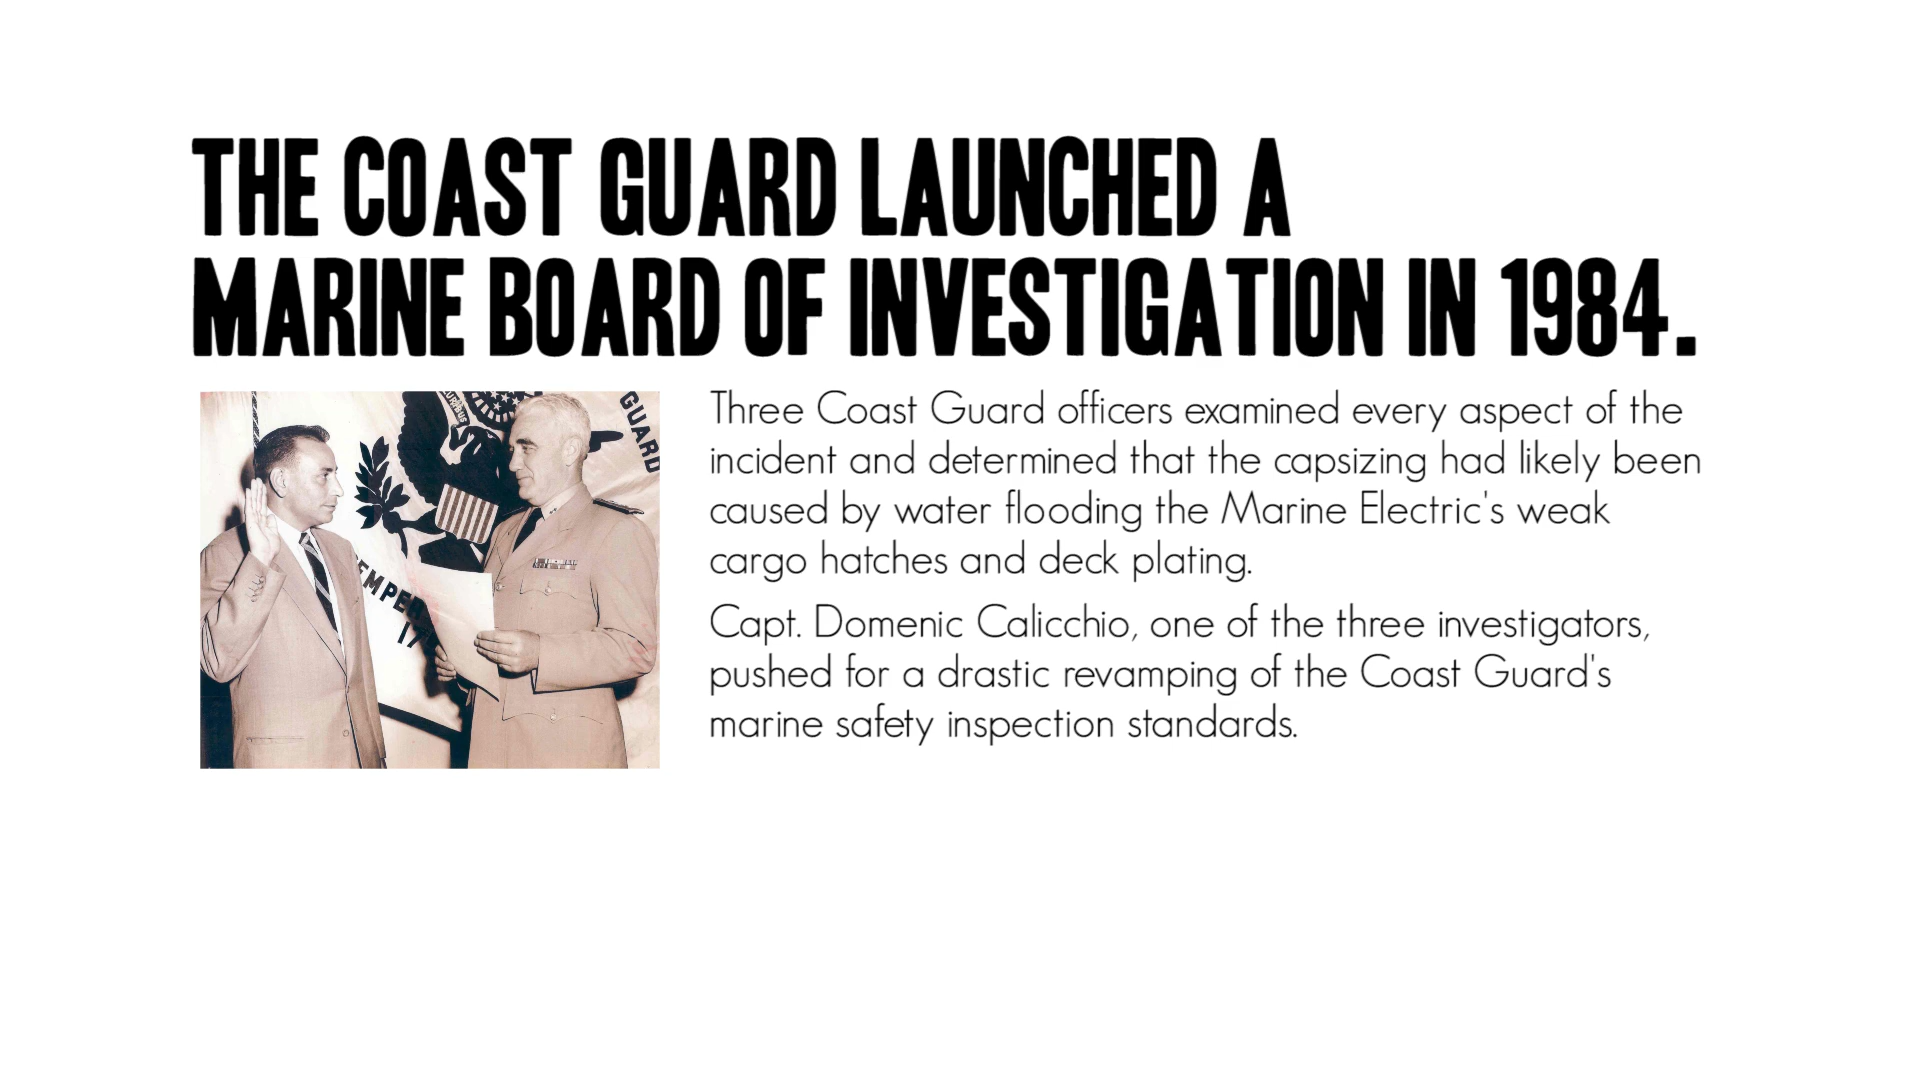 THE COAST GUARD LAUNCHED A
MARINE BOARD OF INVESTIGATION IN 1984.
GUARD
Three Coast Guard officers examined every aspect of the
incident and determined that the capsizing had likely been
caused by water flooding the Marine Electric's weak
cargo hatches and deck plating.
Capt. Domenic Calicchio, one of the three investigators,
pushed for a drastic revamping of the Coast Guard's
marine safety inspection standards.